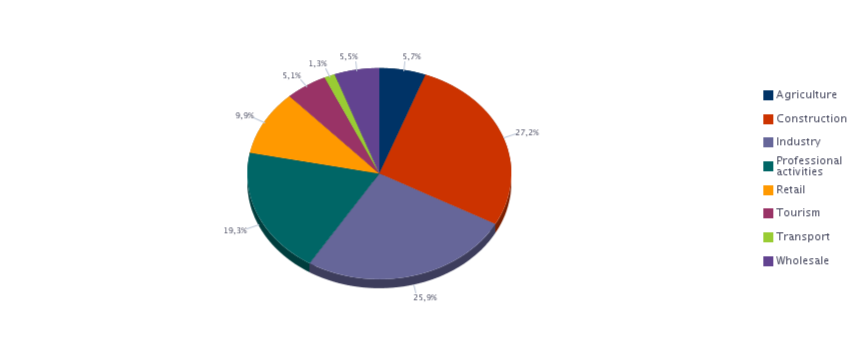 5,5%
5,7%
1,3%
5,1%
9,9%
27,2%
19,3%
25,9%
Agriculture
Construction
Industry
Professional
activities
Retail
Tourism
Transport
Wholesale